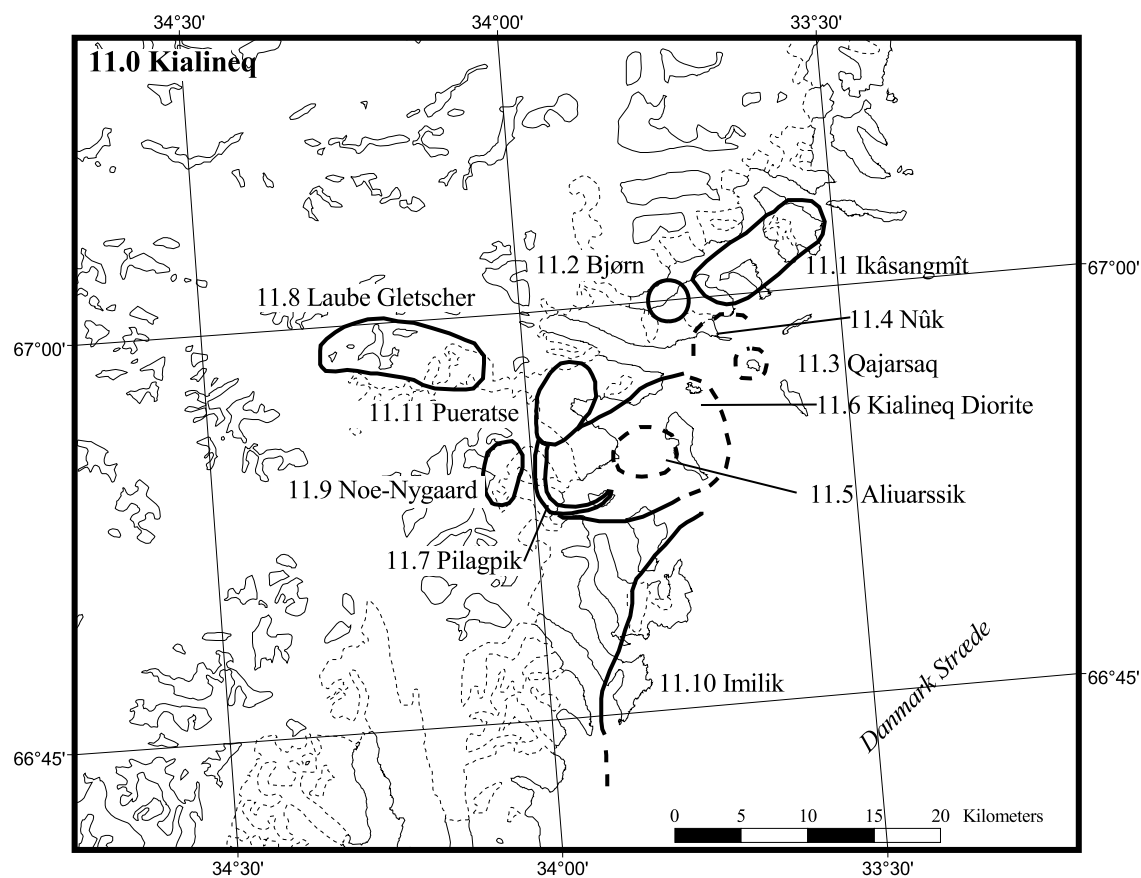 34°30'
34°00'
33°30'
11.0 Kialineq
11.2 Bjørn
11.1 Ikâsangmît
67°00'
11.8 Laube Gletscher
11.4 Nûk
67°00'
11.3 Qajarsaq
11.11 Pueratse
11.6 Kialineq Diorite
11.9 Noe-Nygaard
11.5 Aliuarssik
11.7 Pilagpik
11.10 Imilik
66°45'
Danmark Stræde
66°45'
0 5 10 15 20 Kilometers
34°30'
34°00'
33°30'